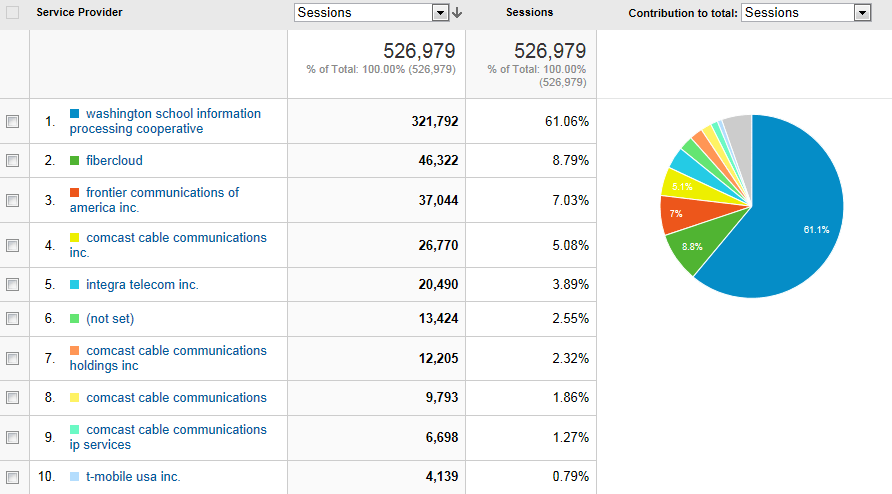 Service Provider
Sessions
Sessions
Contribution to total: Sessions
526,979
% of Total: 100.00% (526,979)
526,979
% of Total: 100.00%
(526,979)
1. washington school information
processing cooperative
321,792
61.06%
2. fibercloud
46,322
8.79%
3. frontier communications of
america inc.
37,044
7.03%
4. comcast cable communications
inc.
26,770
5.08%
5. integra telecom inc.
20,490
3.89%
6. (not set)
13,424
2.55%
7. comcast cable communications
holdings inc
12,205
2.32%
8. comcast cable communications
9,793
1.86%
9. comcast cable communications
ip services
6,698
1.27%
10. t-mobile usa inc.
4,139
0.79%
5.1%
7%
8.8%
61.1%